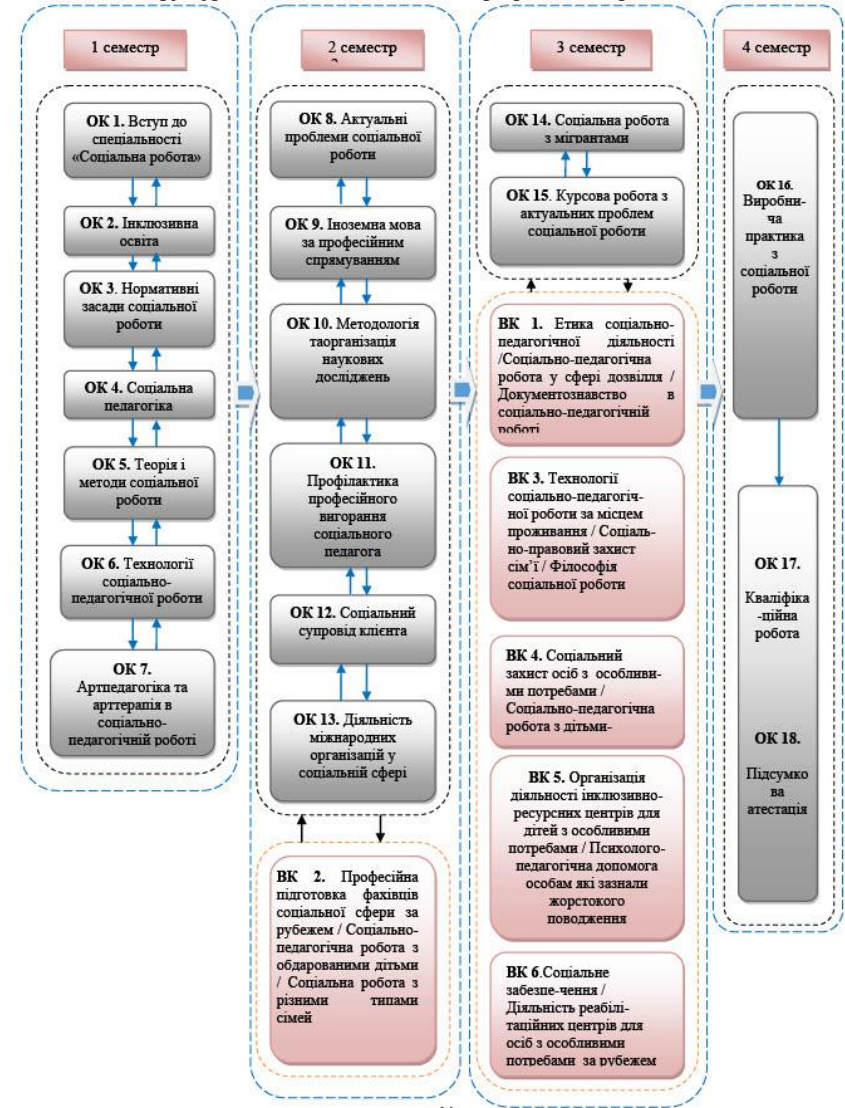 1 семестр
ОК 1. Вступ до
спеціальності
«Соціальна робота»
ОК 2. Інклюзивна
освіта
ОК 3. Нормативні
засади соціальної
роботи
ОК 4. Соціальна
педагогіка
ОК 5. Теорія і
методи соціальної
роботи
ОК 6. Технології
соціально-
педагогічної роботи
ОК 7.
Артпедагогіка та
арттерапія в
соціально-
педагогічній роботі
2 семестр
ОК 8. Актуальні
проблеми соціальної
роботи
ОК 9. Іноземна мова
за професійним
спрямуванням
ОК 10. Методологія
таорганізація
наукових
досліджень
ОК 11.
Профілактика
професійного
вигорання
соціального
педагога
ОК 12. Соціальний
супровід клієнта
ОК 13. Діяльність
міжнародних
організацій у
соціальній сфері
ВК 2. Професійна
підготовка фахівців
соціальної сфери за
рубежем / Соціально-
педагогічна робота з
обдарованими дітьми
/ Соціальна робота з
різними типами
сімей
3 семестр
ОК 14. Соціальна робота
з мігрантами
ОК 15. Курсова робота з
актуальних проблем
соціальної роботи
ВК 1. Етика соціально-
педагогічної діяльності
/Соціально-педагогічна
робота у сфері дозвілля /
Документознавство в
соціально-педагогічній
роботі
ВК 3. Технології
соціально-педагогіч-
ної роботи за місцем
проживання / Соціаль-
но-правовий захист
сім’ї / Філософія
соціальної роботи
ВК 4. Соціальний
захист осіб з особливи-
ми потребами /
Соціально-педагогічна
робота з дітьми-
ВК 5. Організація
діяльності інклюзивно-
ресурсних центрів для
дітей з особливими
потребами / Психолого-
педагогічна допомога
особам які зазнали
жорстокого
поводження
ВК 6.Соціальне
забезпе-чення /
Діяльність реабілі-
таційних центрів для
осіб з особливими
потребами за рубежем
4 семестр
ОК 16.
Виробни-
ча
практика
з
соціальної
роботи
ОК 17.
Кваліфіка
-ційна
робота
ОК 18.
Підсумко
ва
атестація